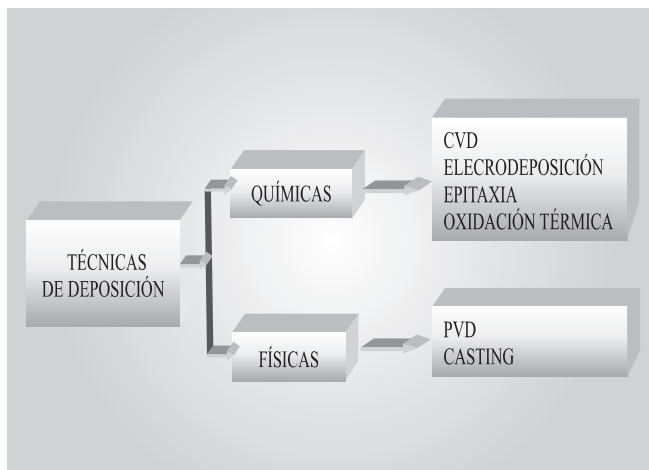 TÉCNICAS
DE DEPOSICIÓN
QUÍMICAS
FÍSICAS
CVD
ELECRODEPOSICIÓN
EPITAXIA
OXIDACIÓN TÉRMICA
PVD
CASTING